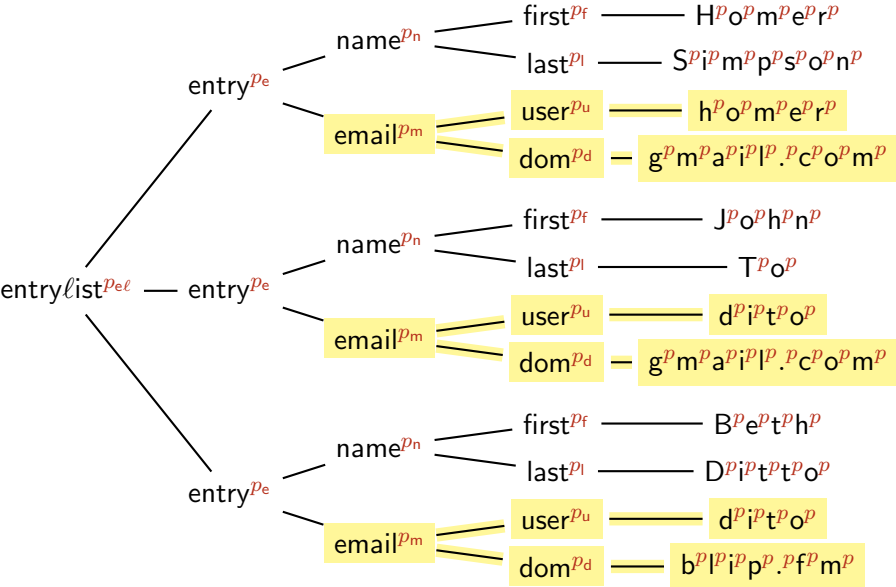 first^{p_f} H^p o^p m^p e^p r^p
name^{p_n}
last^{p_l} S^p i^p m^p p^p s^p o^p n^p
entry^{p_e}
user^{p_u} h^p o^p m^p e^p r^p
email^{p_m}
dom^{p_d} g^p m^p a^p i^p l^p .^p c^p o^p m^p
first^{p_f} J^p o^p h^p n^p
name^{p_n}
last^{p_l} T^p o^p
entryℓist^{p_{eℓ}} entry^{p_e}
user^{p_u} d^p i^p t^p o^p
email^{p_m}
dom^{p_d} g^p m^p a^p i^p l^p .^p c^p o^p m^p
first^{p_f} B^p e^p t^p h^p
name^{p_n}
last^{p_l} D^p i^p t^p t^p o^p
entry^{p_e}
user^{p_u} d^p i^p t^p o^p
email^{p_m}
dom^{p_d} b^p l^p i^p p^p .^p f^p m^p